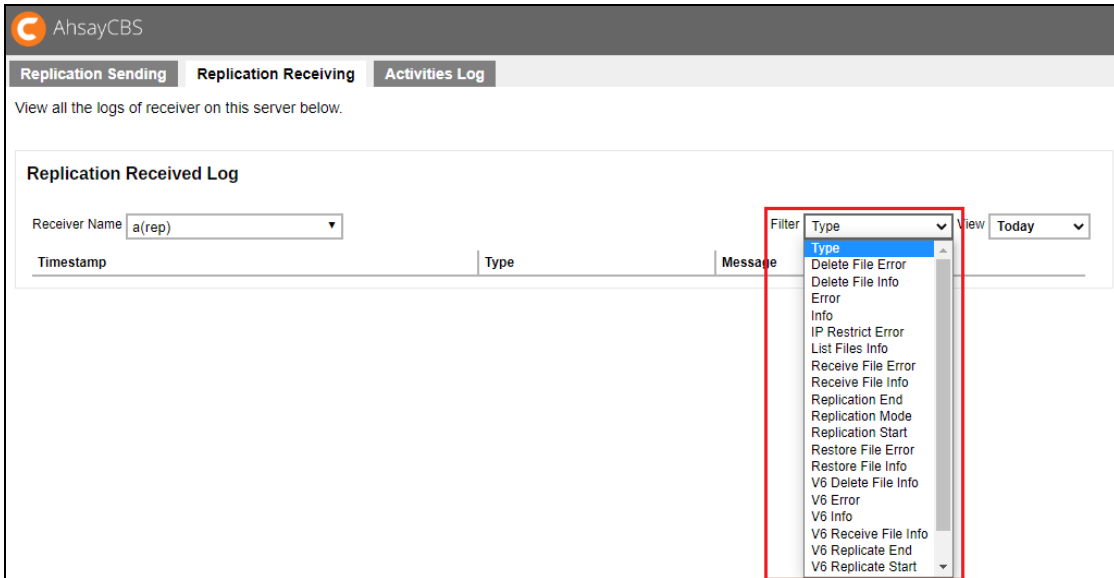 AhsayCBS
Replication Sending Replication Receiving Activities Log
View all the logs of receiver on this server below.
Replication Received Log
Receiver Name a(rep) Filter Type View Today
Timestamp Type Message
Type
Delete File Error
Delete File Info
Error
Info
IP Restrict Error
List Files Info
Receive File Error
Receive File Info
Replication End
Replication Mode
Replication Start
Restore File Error
Restore File Info
V6 Delete File Info
V6 Error
V6 Info
V6 Receive File Info
V6 Replicate End
V6 Replicate Start